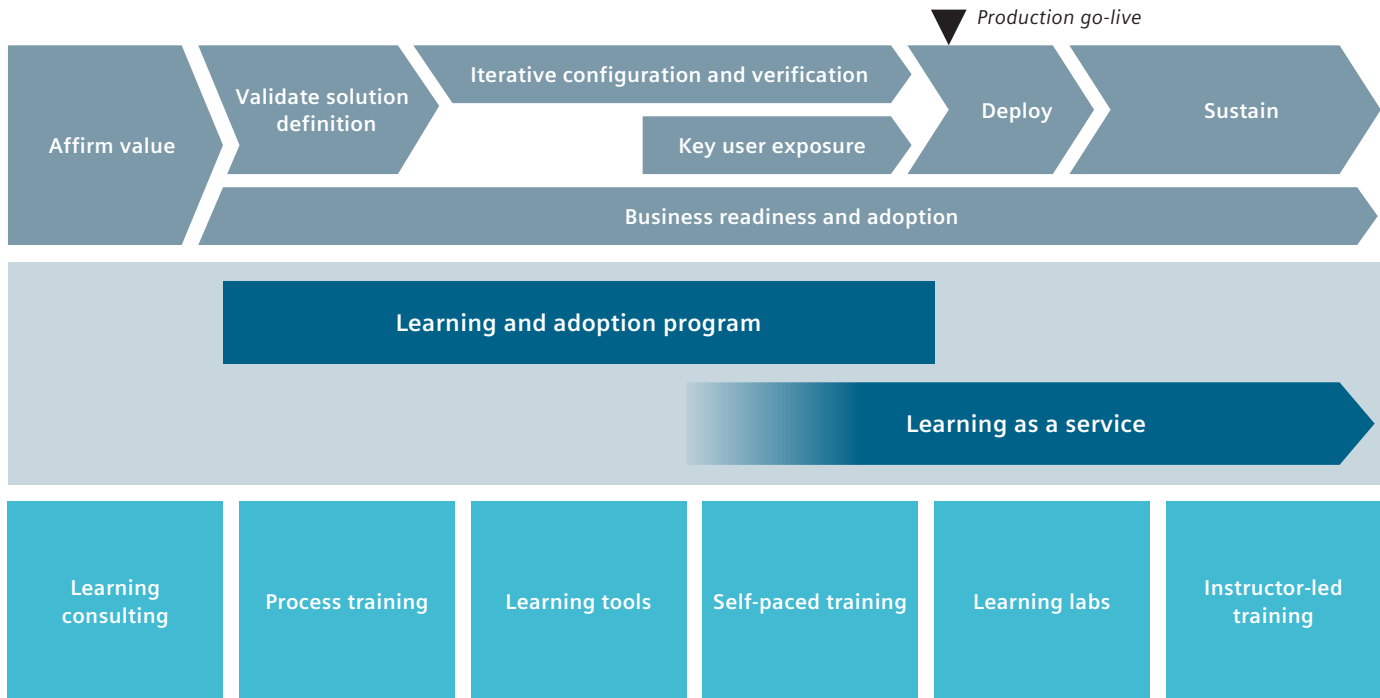 Production go-live
Affirm value
Validate solution
definition
Iterative configuration and verification
Key user exposure
Deploy
Sustain
Business readiness and adoption
Learning and adoption program
Learning as a service
Learning
consulting
Process training
Learning tools
Self-paced training
Learning labs
Instructor-led
training